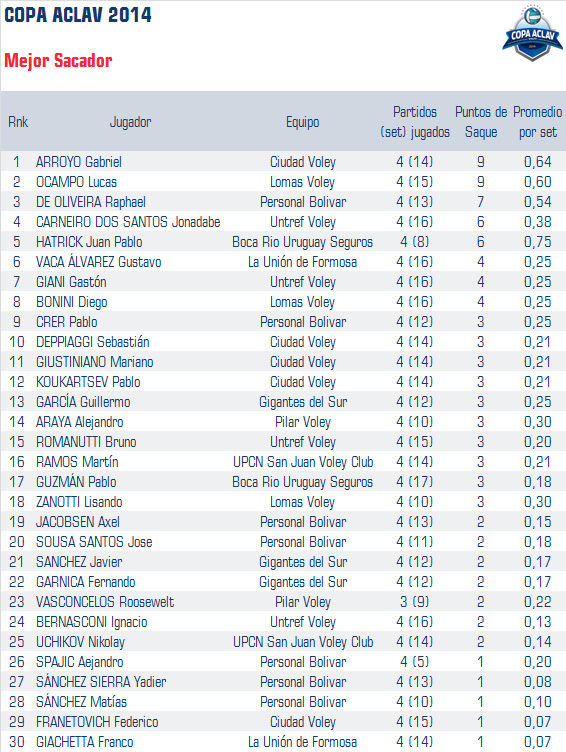 COPA ACLAV 2014
COPA ACLAV
Mejor Sacador
Rnk Jugador Equipo Partidos (set) jugados Puntos de Saque Promedio por set
1 ARROYO Gabriel Ciudad Voley 4 (14) 9 0,64
2 OCAMPO Lucas Lomas Voley 4 (15) 9 0,60
3 DE OLIVEIRA Raphael Personal Bolivar 4 (13) 7 0,54
4 CARNEIRO DOS SANTOS Jonadabe Untref Voley 4 (16) 6 0,38
5 HATRICK Juan Pablo Boca Rio Uruguay Seguros 4 (8) 6 0,75
6 VACA ÁLVAREZ Gustavo La Unión de Formosa 4 (16) 4 0,25
7 GIANI Gastón Untref Voley 4 (16) 4 0,25
8 BONINI Diego Lomas Voley 4 (16) 4 0,25
9 CRER Pablo Personal Bolivar 4 (12) 3 0,25
10 DEPPIAGGI Sebastián Ciudad Voley 4 (14) 3 0,21
11 GIUSTINIANO Mariano Ciudad Voley 4 (14) 3 0,21
12 KOUKARTSEV Pablo Ciudad Voley 4 (14) 3 0,21
13 GARCÍA Guillermo Gigantes del Sur 4 (12) 3 0,25
14 ARAYA Alejandro Pilar Voley 4 (10) 3 0,30
15 ROMANUTTI Bruno Untref Voley 4 (15) 3 0,20
16 RAMOS Martín UPCN San Juan Voley Club 4 (14) 3 0,21
17 GUZMÁN Pablo Boca Rio Uruguay Seguros 4 (17) 3 0,18
18 ZANOTTI Lisando Lomas Voley 4 (10) 3 0,30
19 JACOBSEN Axel Personal Bolivar 4 (13) 2 0,15
20 SOUSA SANTOS Jose Personal Bolivar 4 (11) 2 0,18
21 SANCHEZ Javier Gigantes del Sur 4 (12) 2 0,17
22 GARNICA Fernando Gigantes del Sur 4 (12) 2 0,17
23 VASCONCELOS Roosewelt Pilar Voley 3 (9) 2 0,22
24 BERNASCONI Ignacio Untref Voley 4 (16) 2 0,13
25 UCHIKOV Nikolay UPCN San Juan Voley Club 4 (14) 2 0,14
26 SPAJIC Aejandro Personal Bolivar 4 (5) 1 0,20
27 SÁNCHEZ SIERRA Yadier Personal Bolivar 4 (13) 1 0,08
28 SÁNCHEZ Matías Personal Bolivar 4 (10) 1 0,10
29 FRANETOVICH Federico Ciudad Voley 4 (15) 1 0,07
30 GIACHETTA Franco La Unión de Formosa 4 (14) 1 0,07